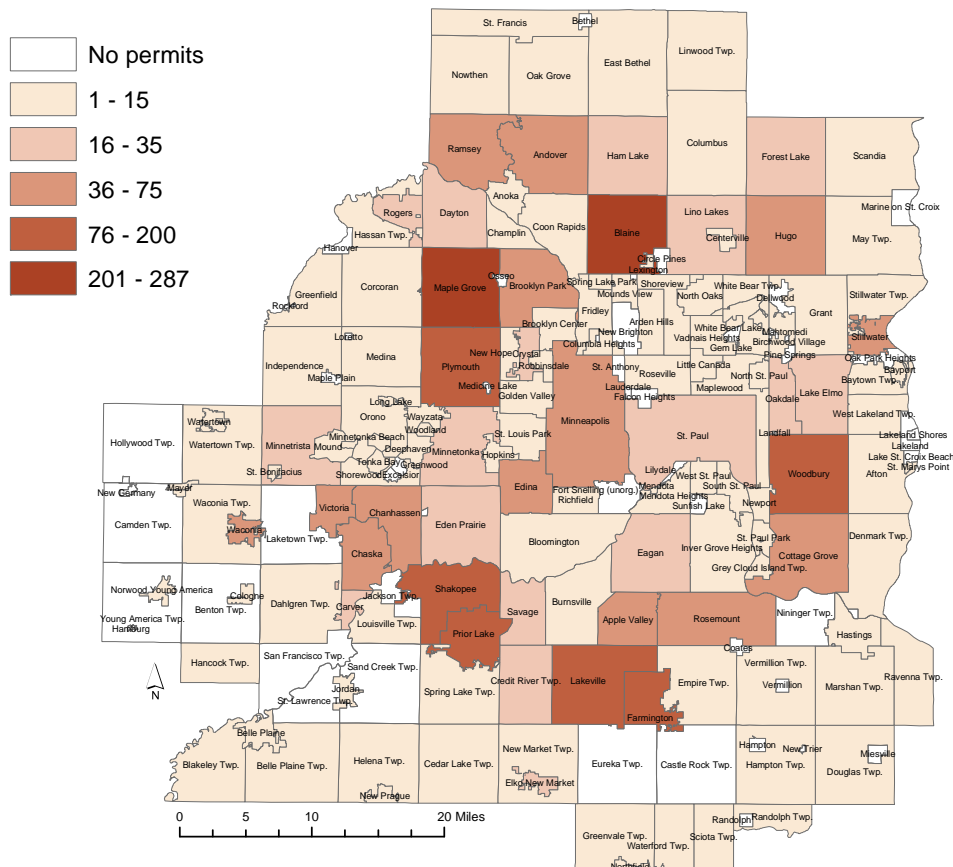 No permits
1 - 15
16 - 35
36 - 75
76 - 200
201 - 287
St. Francis
Bethel
Linwood Twp.
East Bethel
Nowthen
Oak Grove
Ramsey
Andover
Ham Lake
Columbus
Forest Lake
Scandia
Anoka
Rogers
Dayton
Lino Lakes
Marine on St. Croix
Hassan Twp.
Champlin
Coon Rapids
Blaine
Centerville
Hugo
May Twp.
Hanover
Circle Pines
Lexington
Corcoran
Maple Grove
Osseo
Brooklyn Park
Spring Lake Park
Shoreview
White Bear Twp.
Greenfield
Mounds View
North Oaks
Dellwood
Stillwater Twp.
Rockford
Fridley
Grant
Brooklyn Center
Arden Hills
New Brighton
White Bear Lake
Mahtomedi
Stillwater
Loretto
Columbia Heights
Vadnais Heights
Birchwood Village
Gem Lake
Medina
New Hope
Crystal
Pine Springs
Oak Park Heights
Independence
Plymouth
Robbinsdale
St. Anthony
Roseville
Little Canada
Bayport
Maple Plain
Medicine Lake
Lauderdale
Maplewood
North St. Paul
Lake Elmo
Baytown Twp.
Golden Valley
Falcon Heights
Oakdale
Long Lake
Orono
Wayzata
Minneapolis
West Lakeland Twp.
Hollywood Twp.
Watertown
Woodland
St. Louis Park
St. Paul
Landfall
Lakeland Shores
Watertown Twp.
Minnetrista
Mound
Minnetonka Beach
Deephaven
Minnetonka
Hopkins
Lakeland
Tonka Bay
Greenwood
Lake St. Croix Beach
St. Bonifacius
Shorewood
Excelsior
Lilydale
West St. Paul
Woodbury
Afton
St. Marys Point
New Germany
Mayer
Edina
Fort Snelling (unorg.)
Mendota
South St. Paul
Richfield
Mendota Heights
Sunfish Lake
Newport
Waconia Twp.
Victoria
Chanhassen
Camden Twp.
Waconia
Laketown Twp.
Eden Prairie
Bloomington
St. Paul Park
Denmark Twp.
Chaska
Eagan
Inver Grove Heights
Cottage Grove
Grey Cloud Island Twp.
Norwood Young America
Cologne
Dahlgren Twp.
Jackson Twp.
Shakopee
Benton Twp.
Carver
Savage
Burnsville
Nininger Twp.
Young America Twp.
Louisville Twp.
Apple Valley
Rosemount
Hamburg
Prior Lake
Hastings
Coates
Hancock Twp.
San Francisco Twp.
Sand Creek Twp.
Vermillion Twp.
Ravenna Twp.
N
Jordan
Spring Lake Twp.
Credit River Twp.
Lakeville
Empire Twp.
Vermillion
Marshan Twp.
St. Lawrence Twp.
Farmington
Belle Plaine
Hampton
New Trier
Miesville
Blakeley Twp.
Belle Plaine Twp.
Helena Twp.
Cedar Lake Twp.
New Market Twp.
Eureka Twp.
Castle Rock Twp.
Hampton Twp.
Douglas Twp.
Elko New Market
New Prague
0 5 10 20 Miles
Randolph
Randolph Twp.
Greenvale Twp.
Sciota Twp.
Waterford Twp.
Northfield